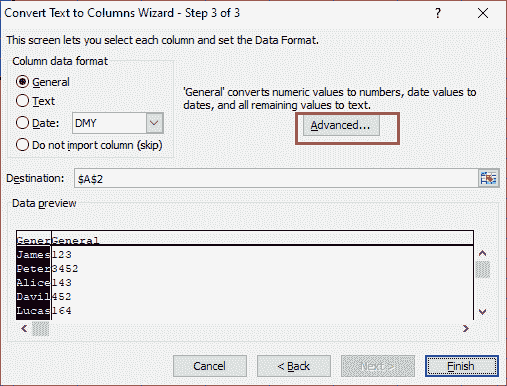 Convert Text to Columns Wizard - Step 3 of 3
This screen lets you select each column and set the Data Format.
Column data format
General
Text
Date: DMY
Do not import column (skip)
'General' converts numeric values to numbers, date values to
dates, and all remaining values to text.
Advanced...
Destination: $A$2
Data preview
Gener General
James 123
Peter 3452
Alice 143
Davil 452
Lucas 164
Cancel < Back Next > Finish